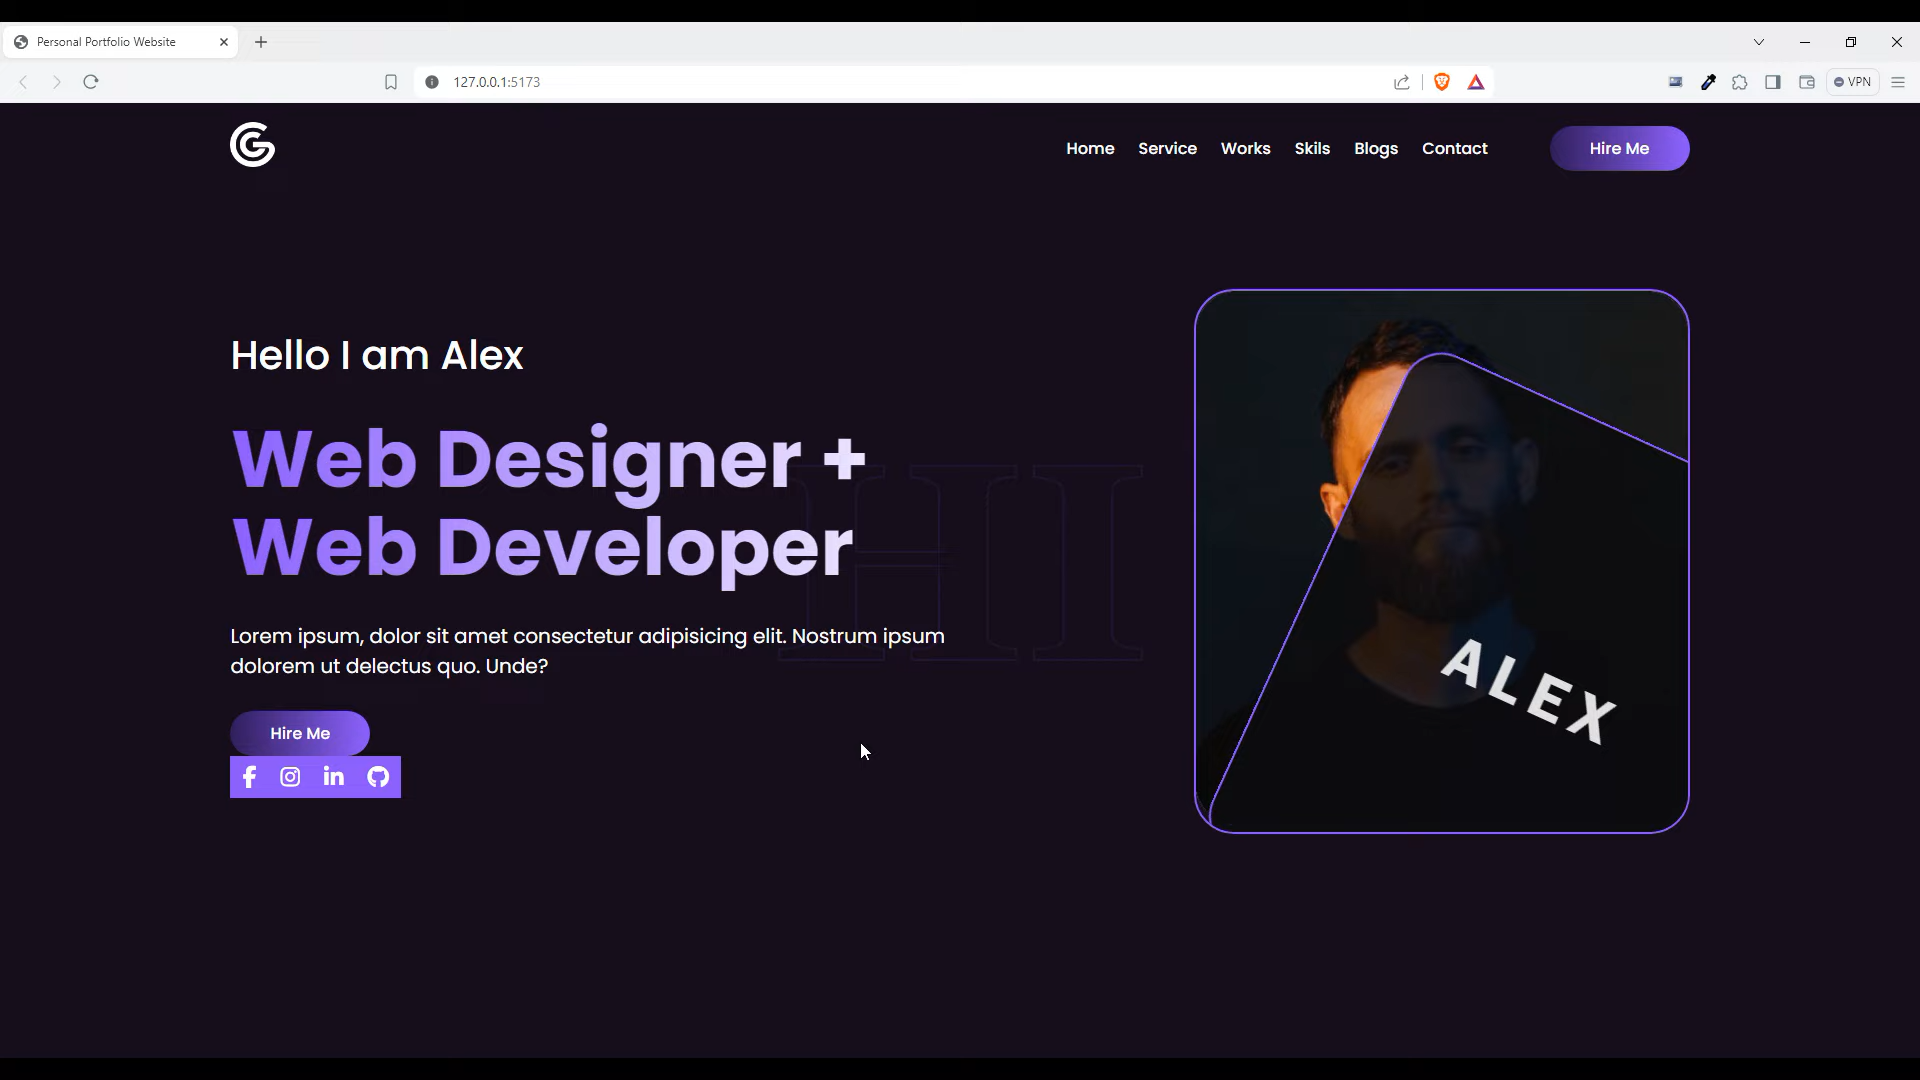 Personal Portfolio Website
127.0.0.1:5173
VPN
Home Service Works Skils Blogs Contact Hire Me
Hello I am Alex
Web Designer +
Web Developer
HI
Lorem ipsum, dolor sit amet consectetur adipisicing elit. Nostrum ipsum
dolorem ut delectus quo. Unde?
Hire Me
ALEX